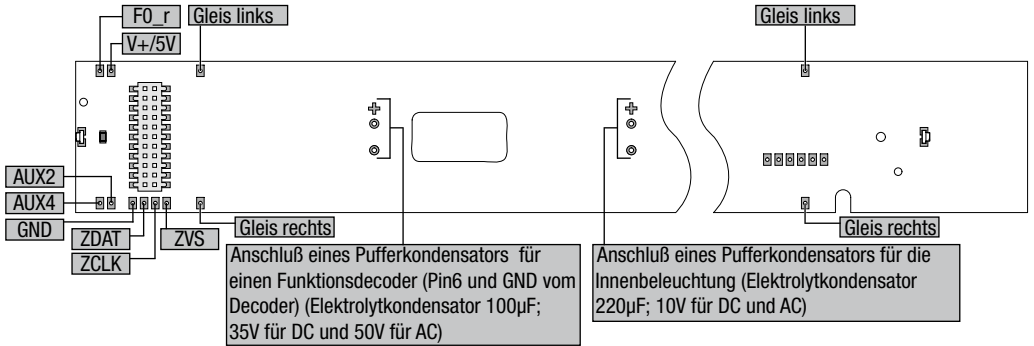 F0_r
Gleis links
Gleis links
V+/5V
AUX2
AUX4
GND
ZDAT
ZVS
ZCLK
Gleis rechts
Gleis rechts
Anschluß eines Pufferkondensators für
einen Funktionsdecoder (Pin6 und GND vom
Decoder) (Elektrolytkondensator 100µF;
35V für DC und 50V für AC)
Anschluß eines Pufferkondensators für die
Innenbeleuchtung (Elektrolytkondensator
220µF; 10V für DC und AC)